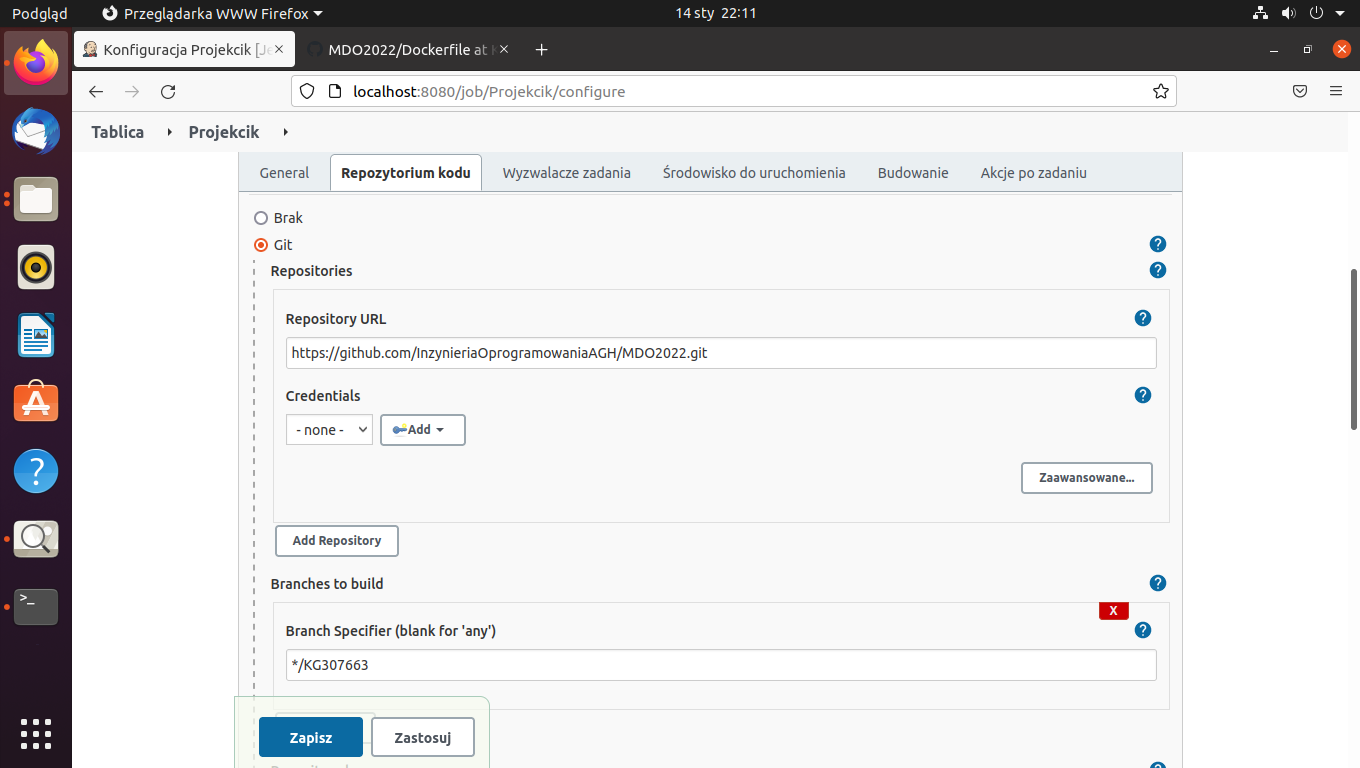 Podgląd Przeglądarka WWW Firefox 14 sty 22:11
Konfiguracja Projekcik [Je MDO2022/Dockerfile at
localhost:8080/job/Projekcik/configure
Tablica Projekcik
General Repozytorium kodu Wyzwalacze zadania Środowisko do uruchomienia Budowanie Akcje po zadaniu
Brak
Git ?
Repositories ?
Repository URL ?
https://github.com/InzynieriaOprogramowaniaAGH/MDO2022.git
Credentials ?
- none - Add
Zaawansowane...
Add Repository
Branches to build ?
X
Branch Specifier (blank for 'any') ?
*/KG307663
Zapisz Zastosuj